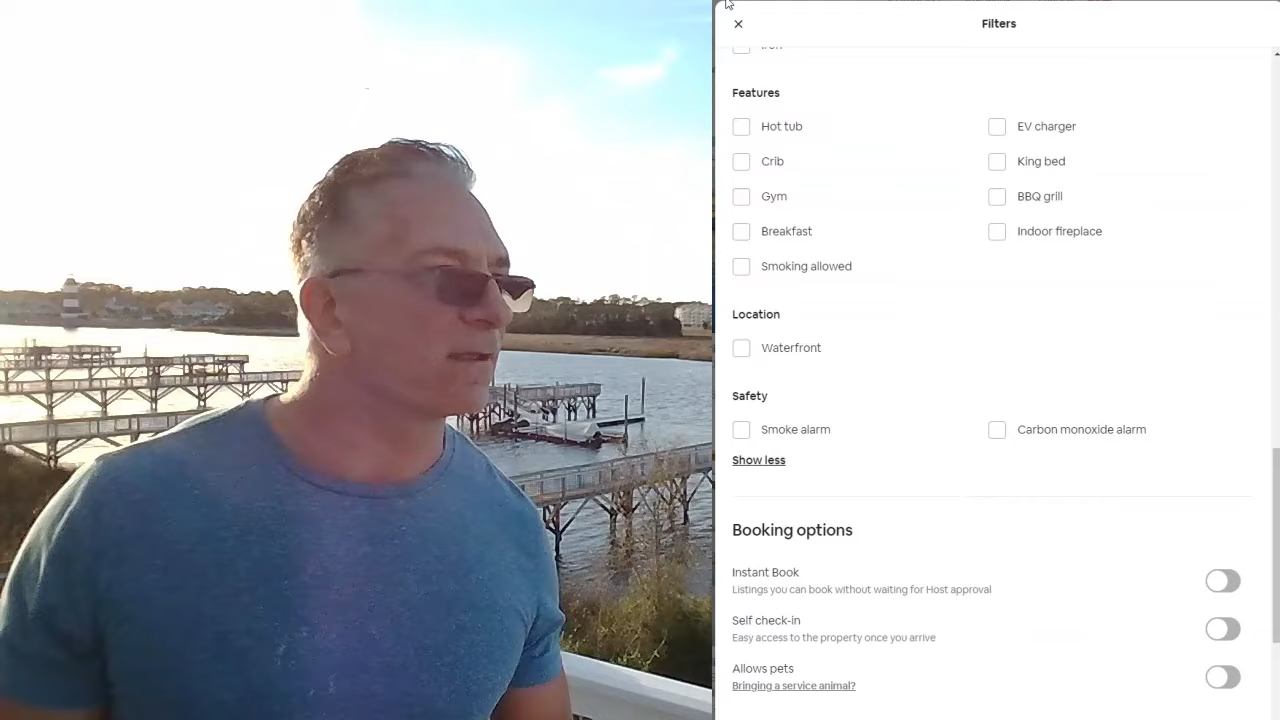 Filters
Features
Hot tub
EV charger
Crib
King bed
Gym
BBQ grill
Breakfast
Indoor fireplace
Smoking allowed
Location
Waterfront
Safety
Smoke alarm
Carbon monoxide alarm
Show less
Booking options
Instant Book
Listings you can book without waiting for Host approval
Self check-in
Easy access to the property once you arrive
Allows pets
Bringing a service animal?